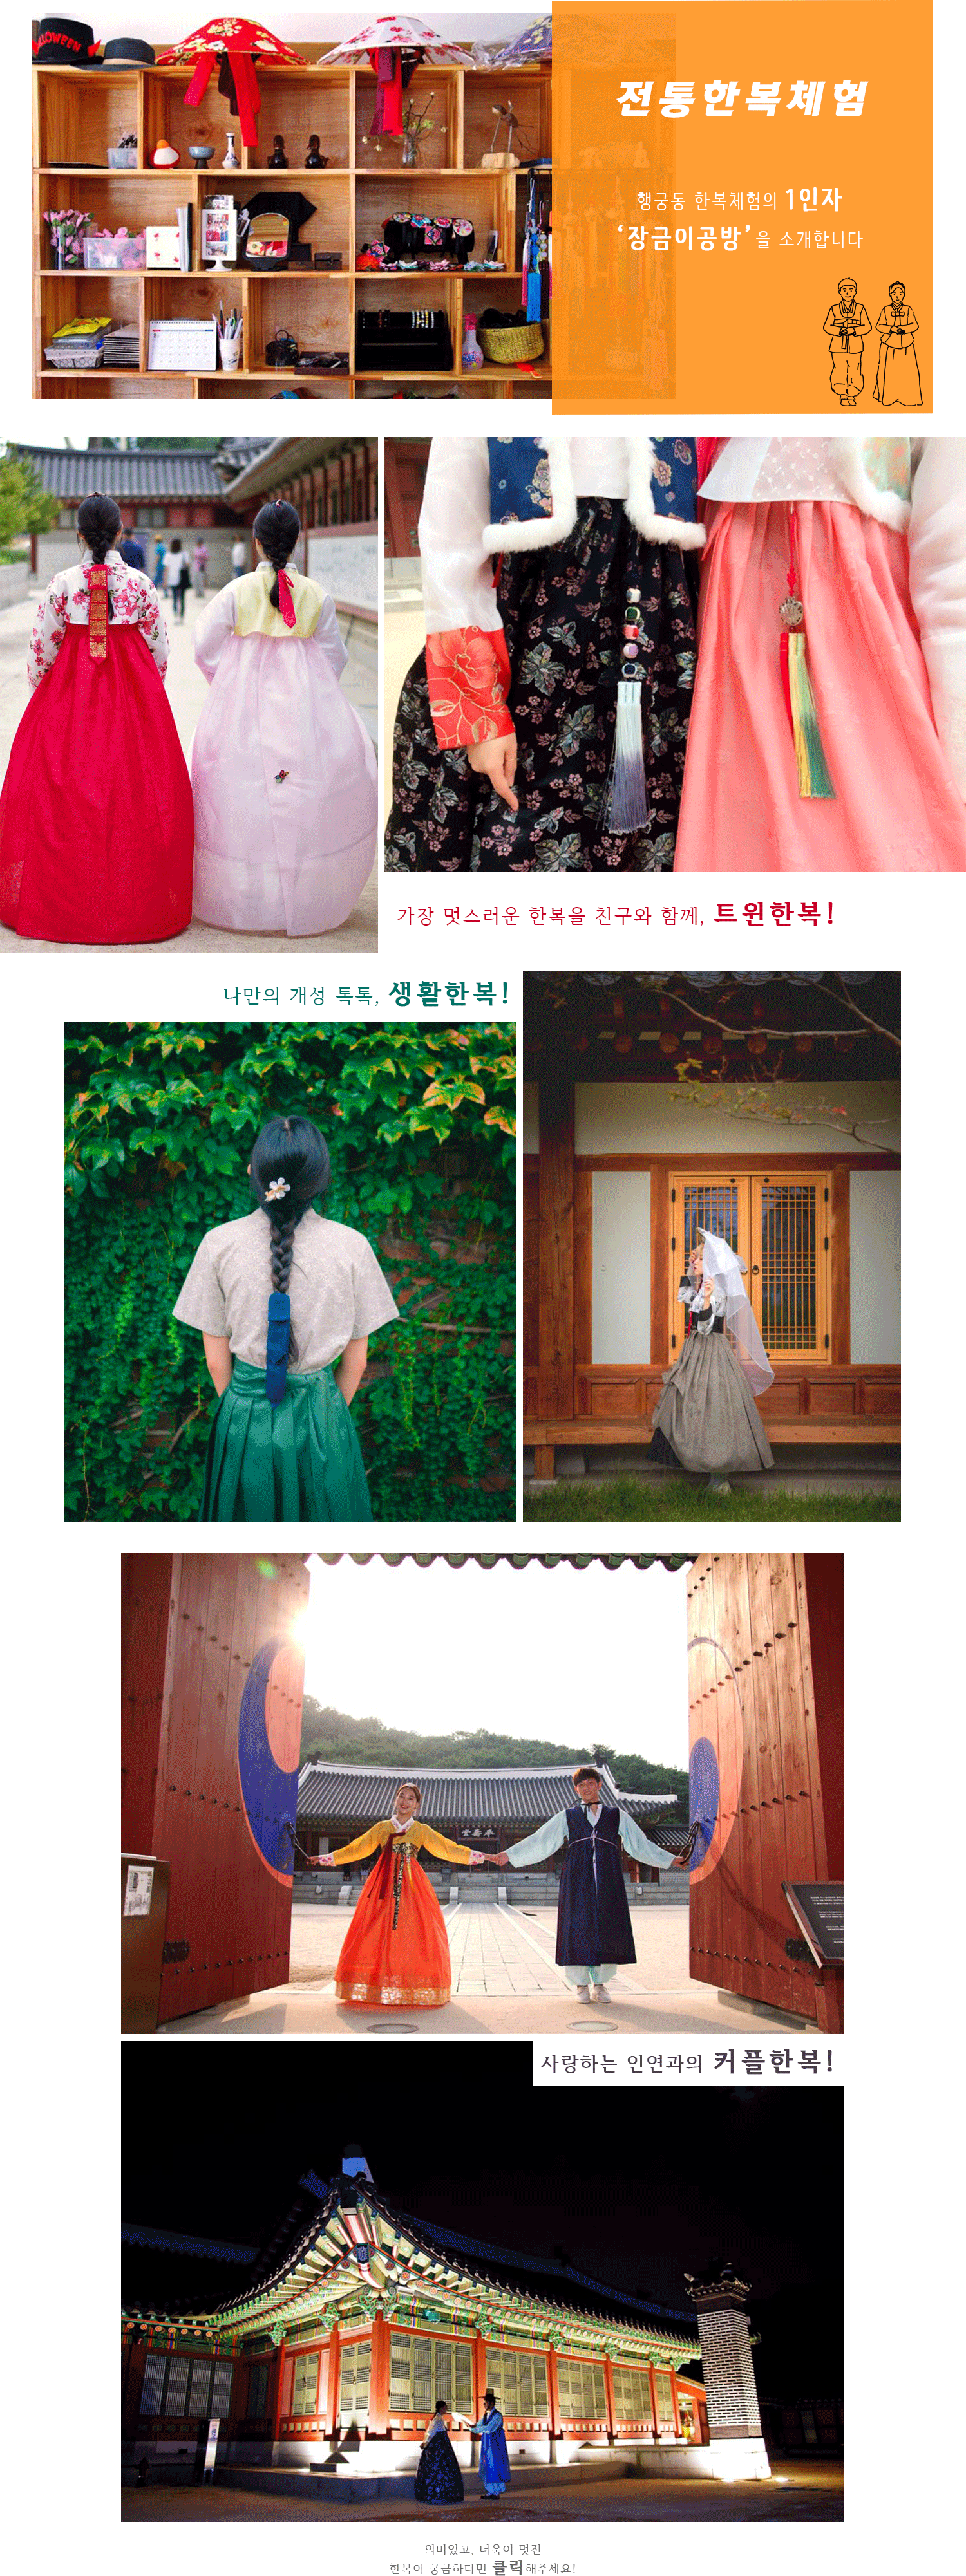 HALLOWEEN
전통한복체험
행궁동 한복체험의 1인자
‘장금이공방’을 소개합니다
가장 멋스러운 한복을 친구와 함께, 트윈한복!
나만의 개성 톡톡, 생활한복!
사랑하는 인연과의 커플한복!
의미있고, 더욱이 멋진
한복이 궁금하다면 클릭해주세요!